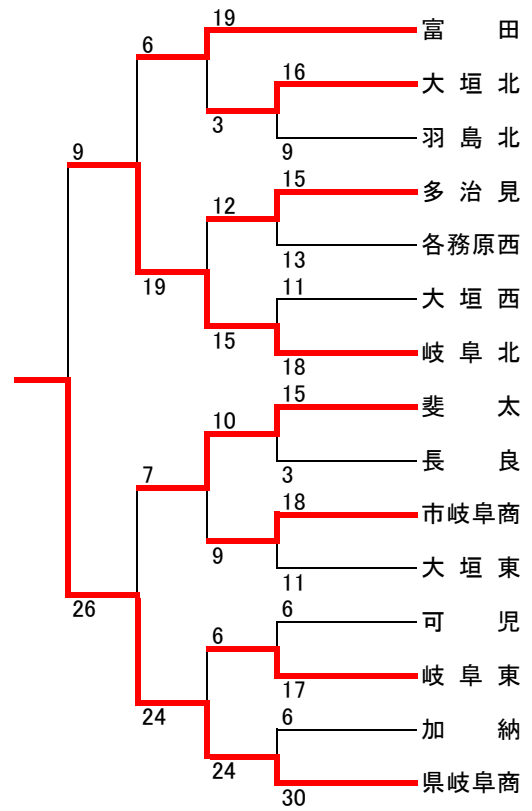 19
富田
6
16
大垣北
3
9
羽島北
9
15
多治見
12
13
各務原西
19
11
大垣西
15
18
岐阜北
15
斐太
10
3
長良
7
18
市岐阜商
9
11
大垣東
26
6
可児
6
17
岐阜東
24
6
加納
24
30
県岐阜商